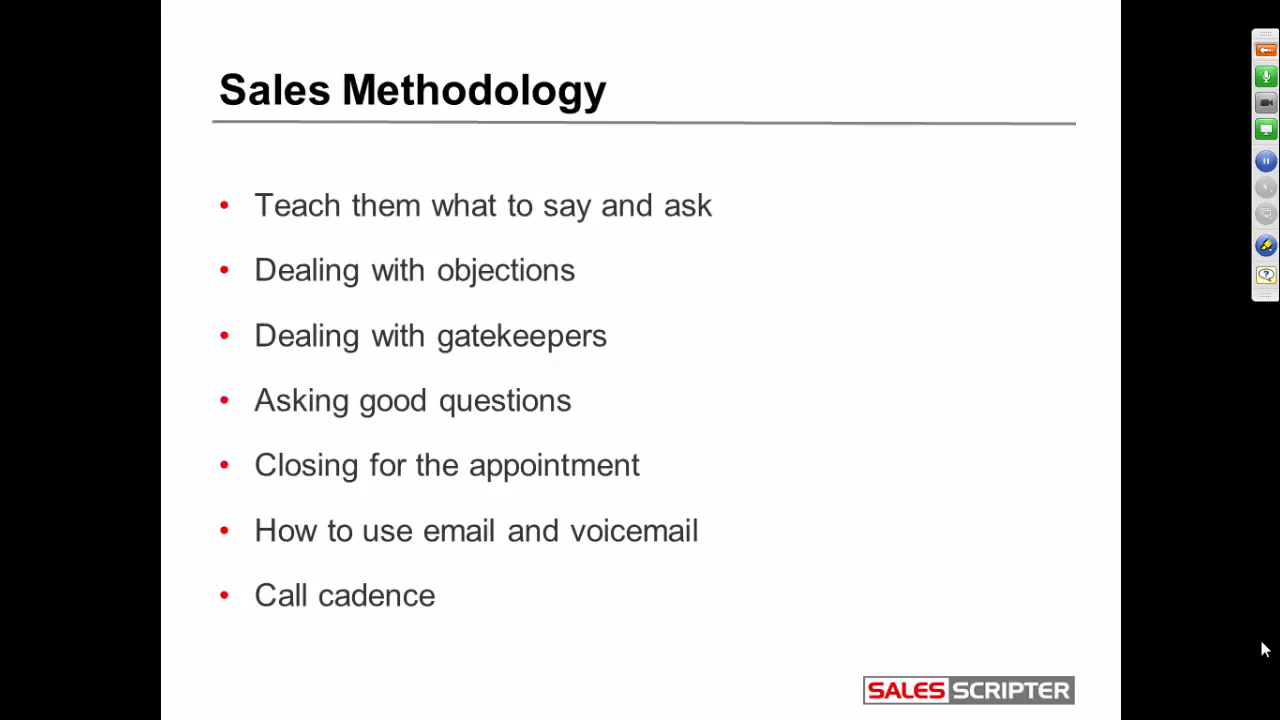 Sales Methodology
• Teach them what to say and ask
• Dealing with objections
• Dealing with gatekeepers
• Asking good questions
• Closing for the appointment
• How to use email and voicemail
• Call cadence
SALES SCRIPTER